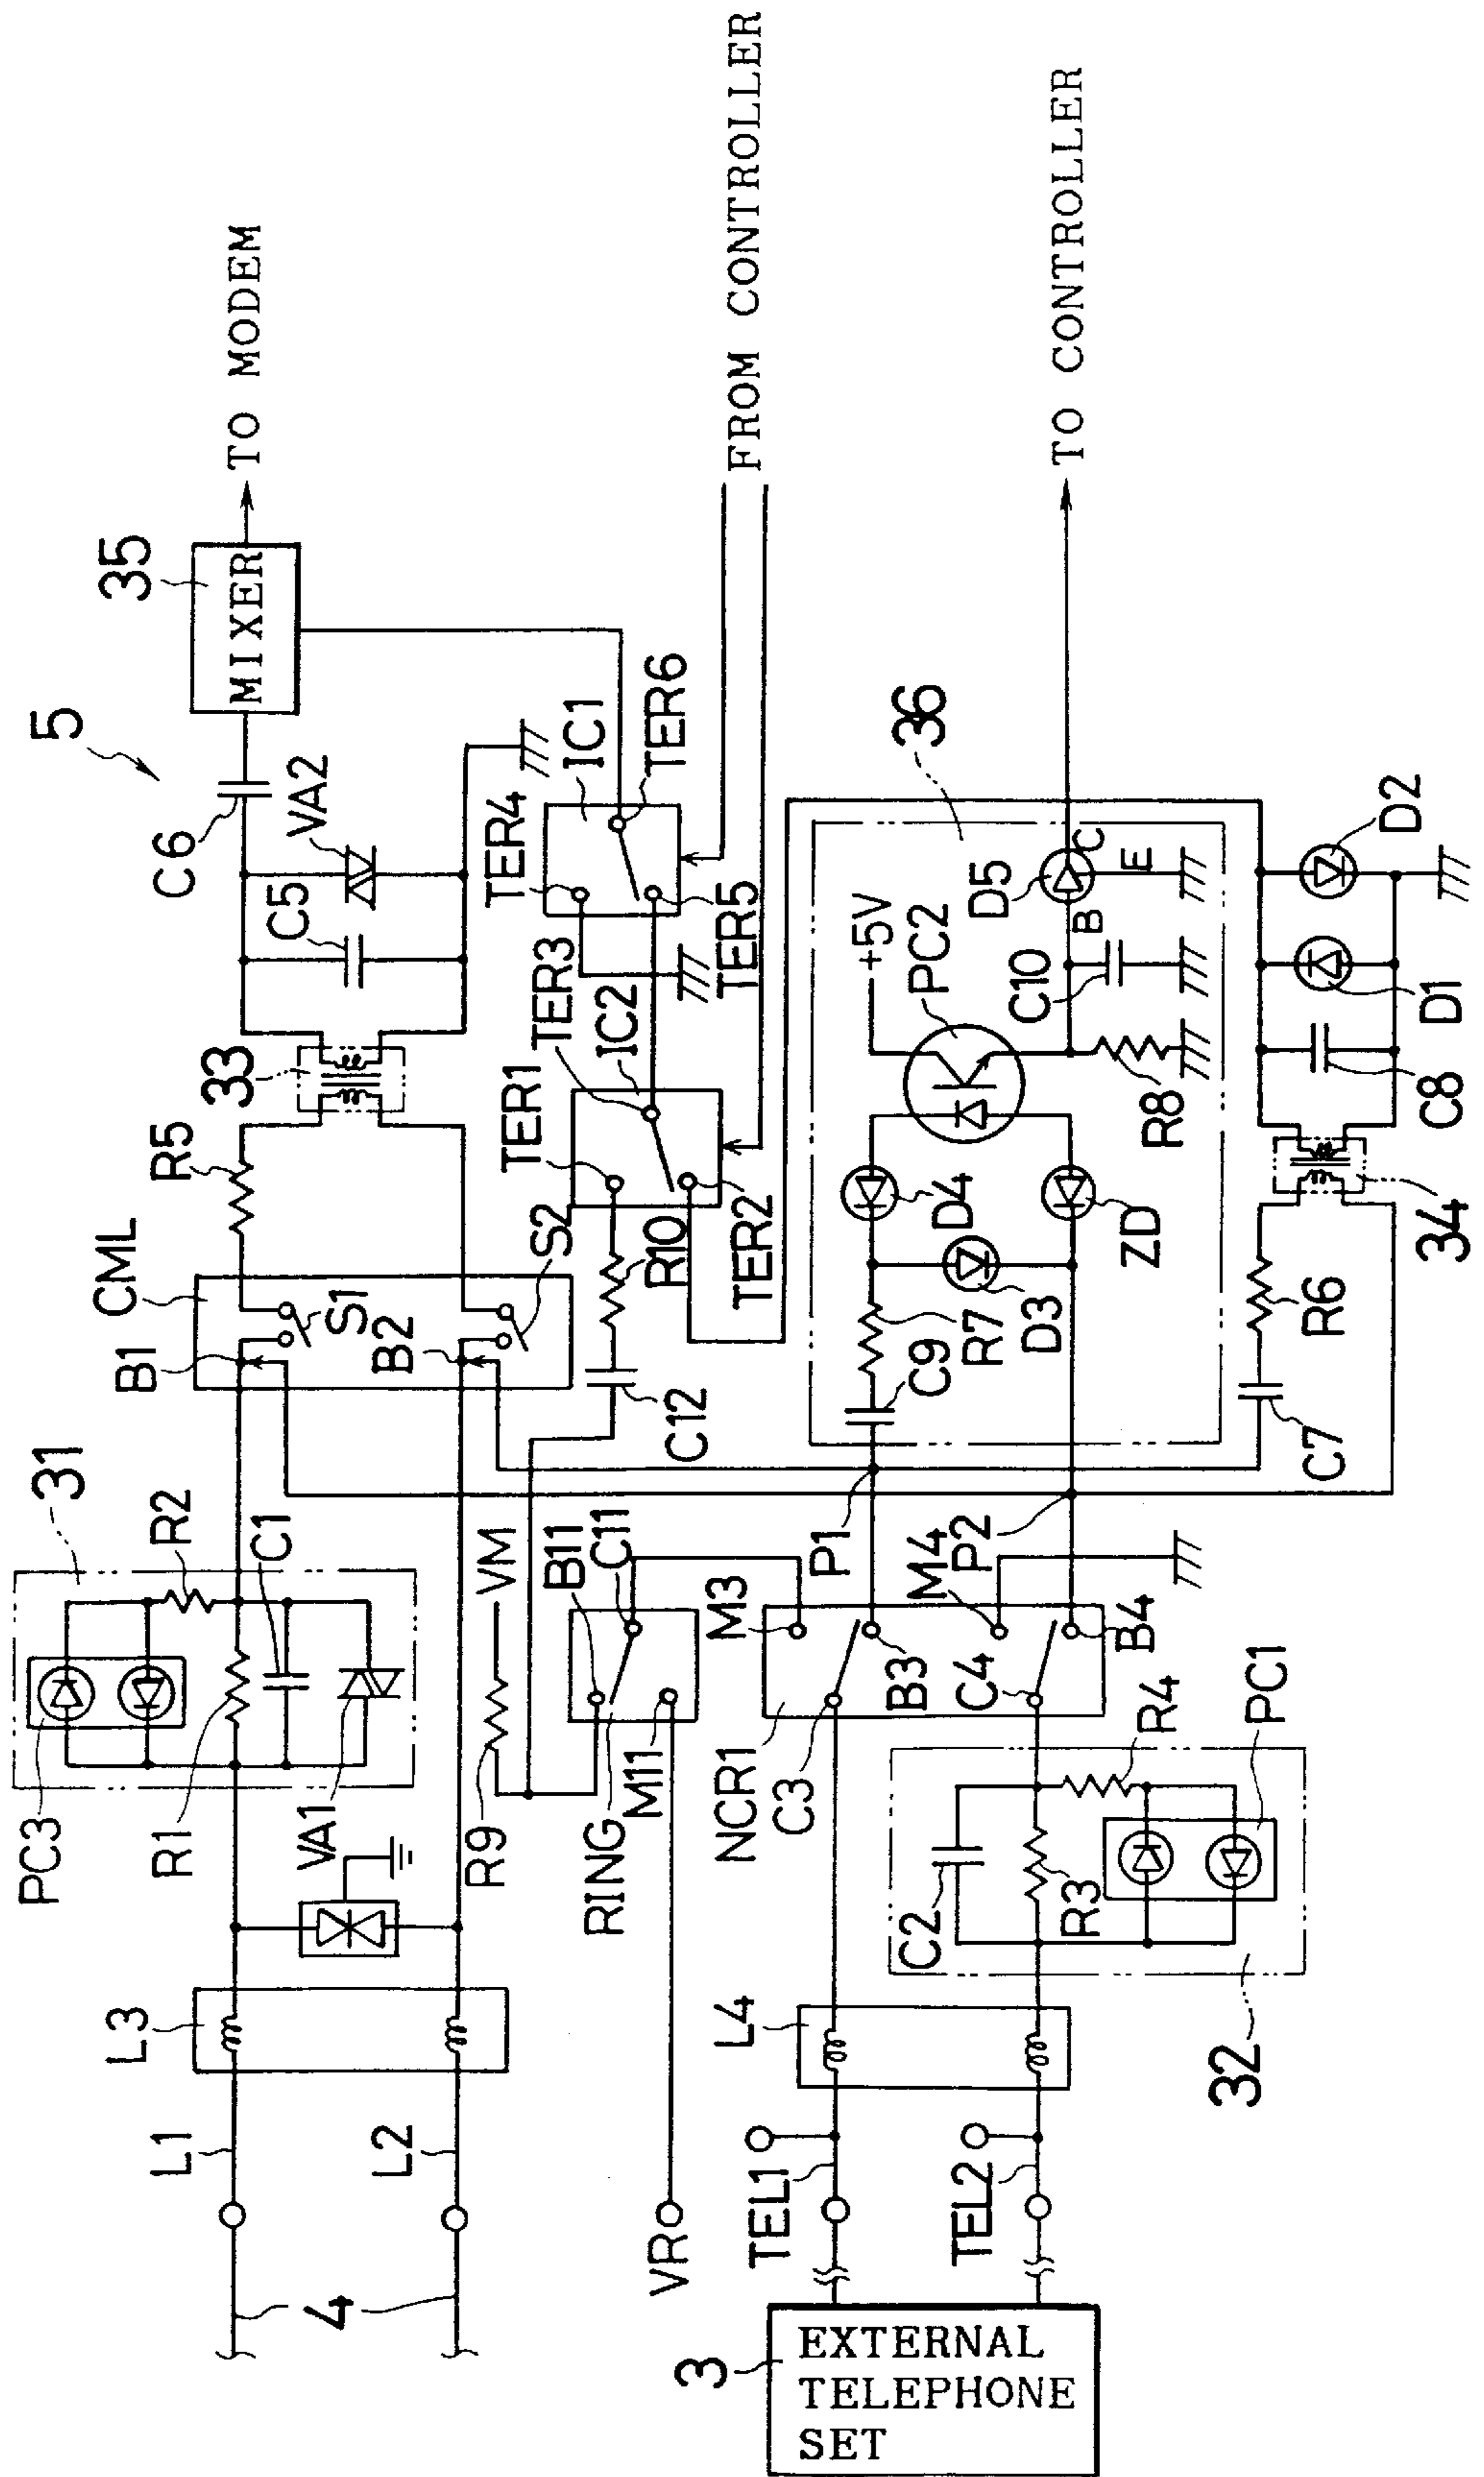 5
TO MODEM
35
MIXER
C6
VA2
C5
33
R5
CML
B1
S1
B2
S2
31
R2
C1
PC3
R1
VA1
L3
L1
L2
4
FROM CONTROLLER
IC1
TER4
TER6
TER5
TER3
IC2
TER1
TER2
R10
C12
VM
R9
B11
C11
RING
M11
VR
TO CONTROLLER
36
+5V
D5
C
B
E
PC2
C10
R8
D4
ZD
D3
R7
C9
P1
P2
M3
M4
B3
B4
C3
C4
NCR1
R4
PC1
C2
R3
32
L4
TEL1
TEL2
3
EXTERNAL
TELEPHONE
SET
D2
D1
C8
34
R6
C7